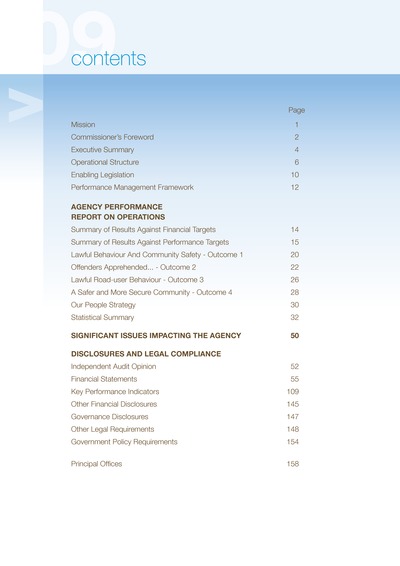 09
contents
>
Page
Mission 1
Commissioner's Foreword 2
Executive Summary 4
Operational Structure 6
Enabling Legislation 10
Performance Management Framework 12
AGENCY PERFORMANCE
REPORT ON OPERATIONS
Summary of Results Against Financial Targets 14
Summary of Results Against Performance Targets 15
Lawful Behaviour And Community Safety - Outcome 1 20
Offenders Apprehended... - Outcome 2 22
Lawful Road-user Behaviour - Outcome 3 26
A Safer and More Secure Community - Outcome 4 28
Our People Strategy 30
Statistical Summary 32
SIGNIFICANT ISSUES IMPACTING THE AGENCY 50
DISCLOSURES AND LEGAL COMPLIANCE
Independent Audit Opinion 52
Financial Statements 55
Key Performance Indicators 109
Other Financial Disclosures 145
Governance Disclosures 147
Other Legal Requirements 148
Government Policy Requirements 154
Principal Offices 158